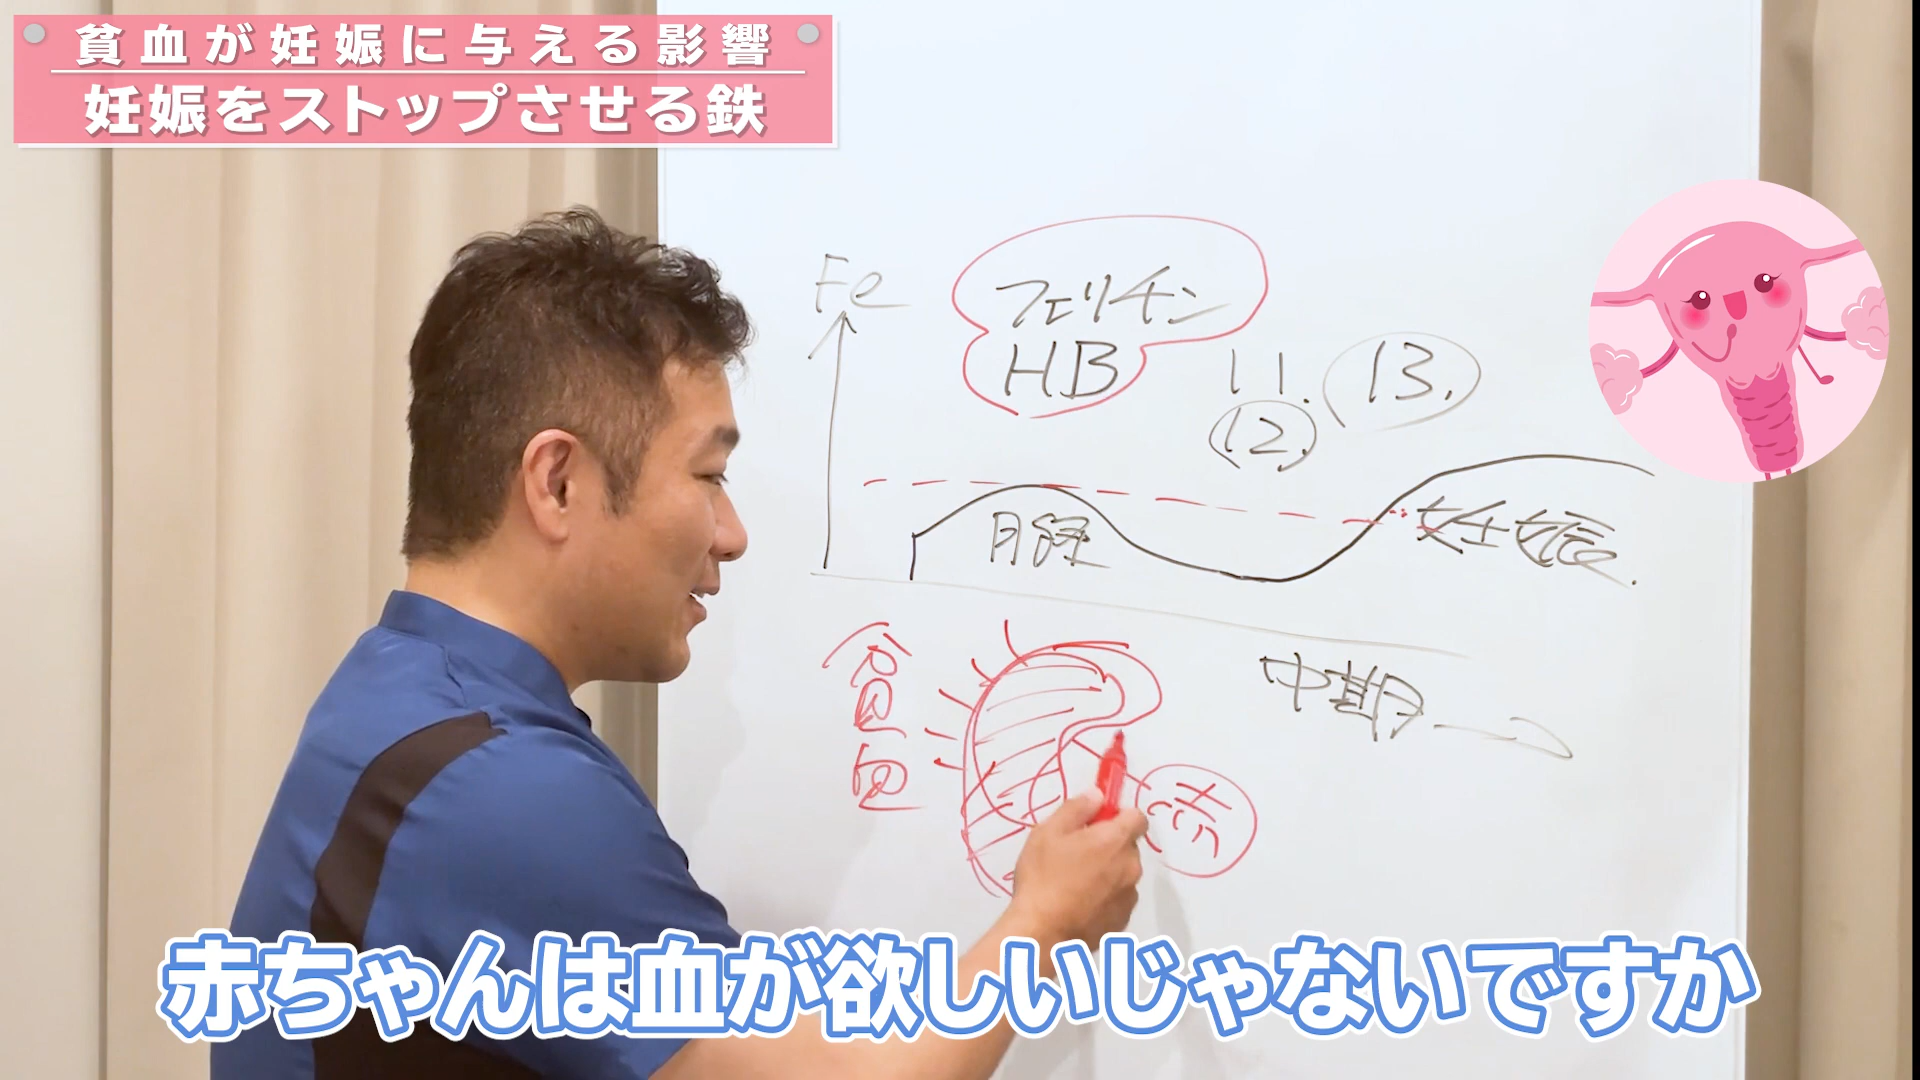 貧血が妊娠に与える影響
妊娠をストップさせる鉄
Fe
フェリチン
HB
11.
13.
12.
月経
妊娠.
貧血
中期
赤
赤ちゃんは血が欲しいじゃないですか